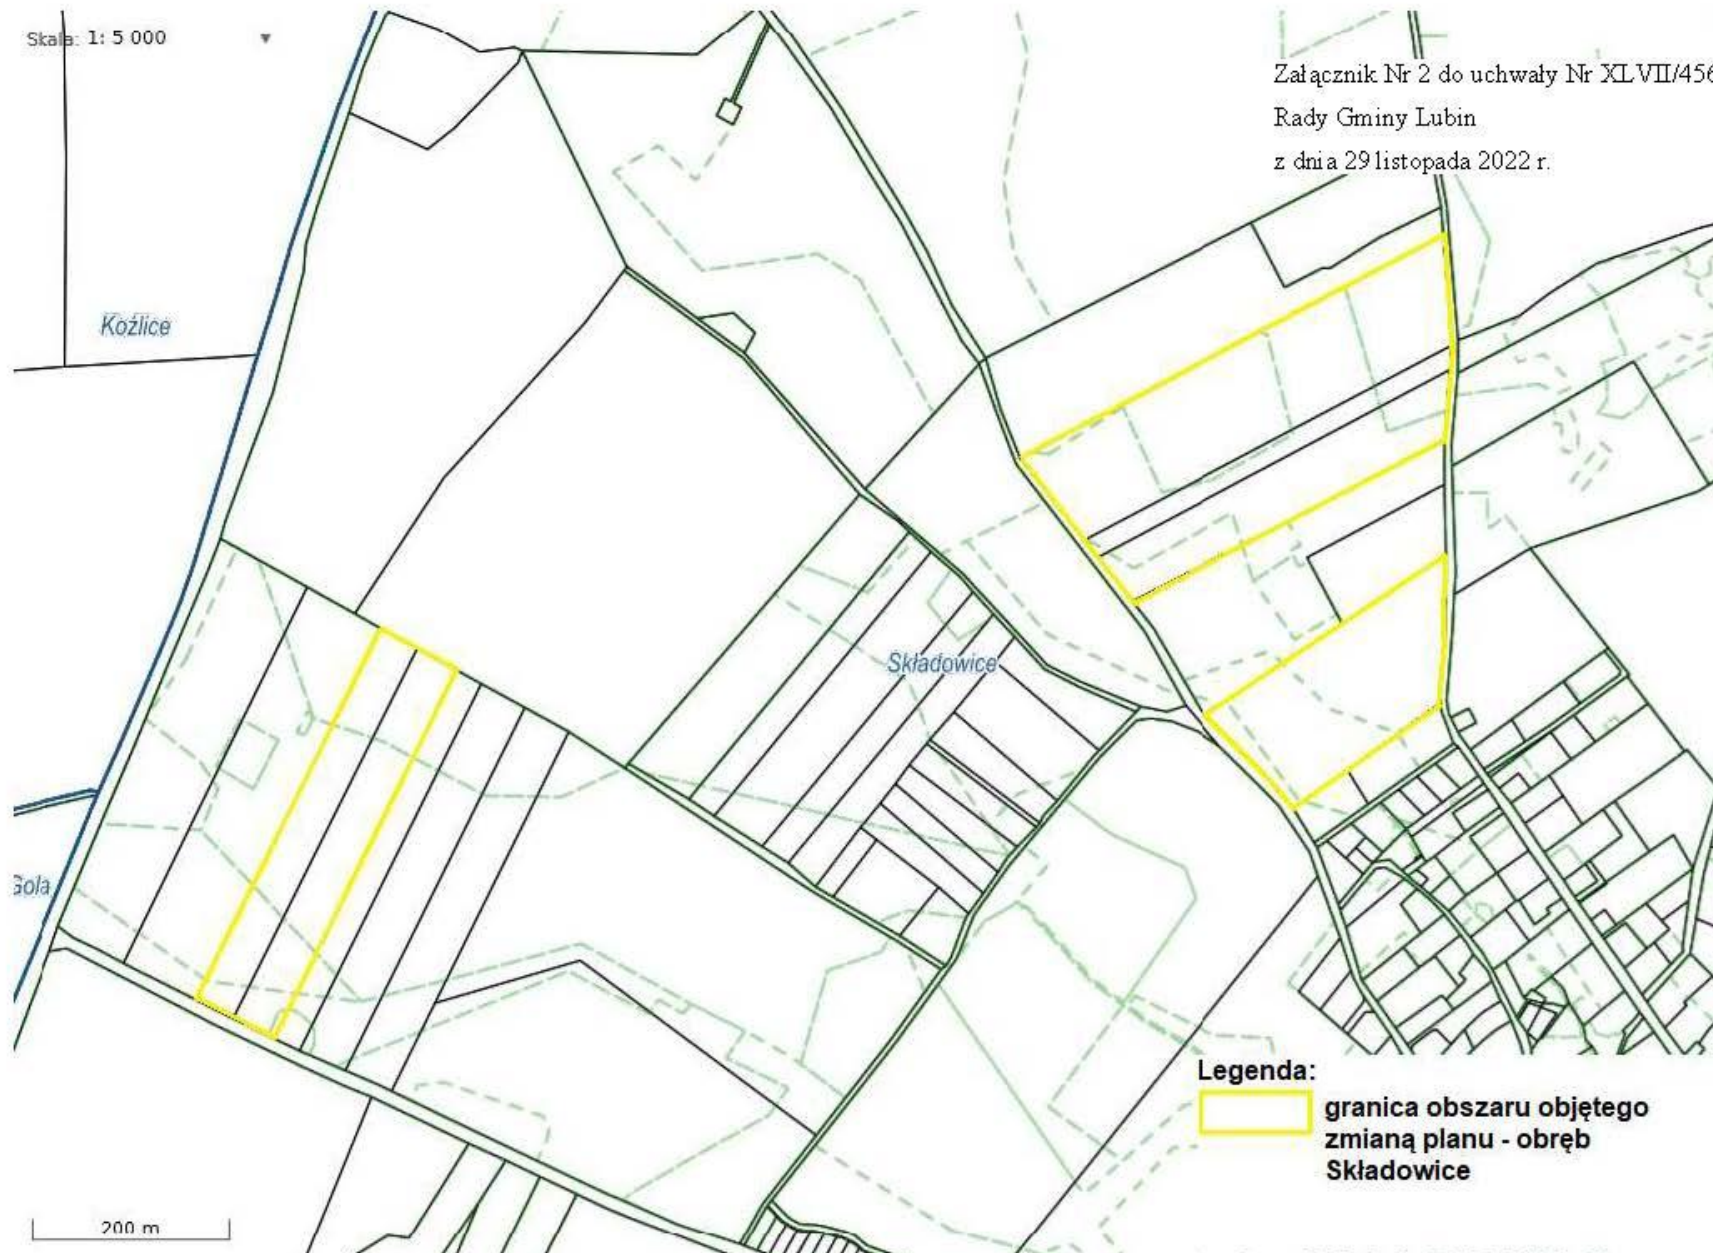 Skala: 1: 5 000
Załącznik Nr 2 do uchwały Nr XLVII/456
Rady Gminy Lubin
z dnia 29 listopada 2022 r.
Koźlice
Składowice
Gola
Legenda:
granica obszaru objętego
zmianą planu - obręb
Składowice
200 m